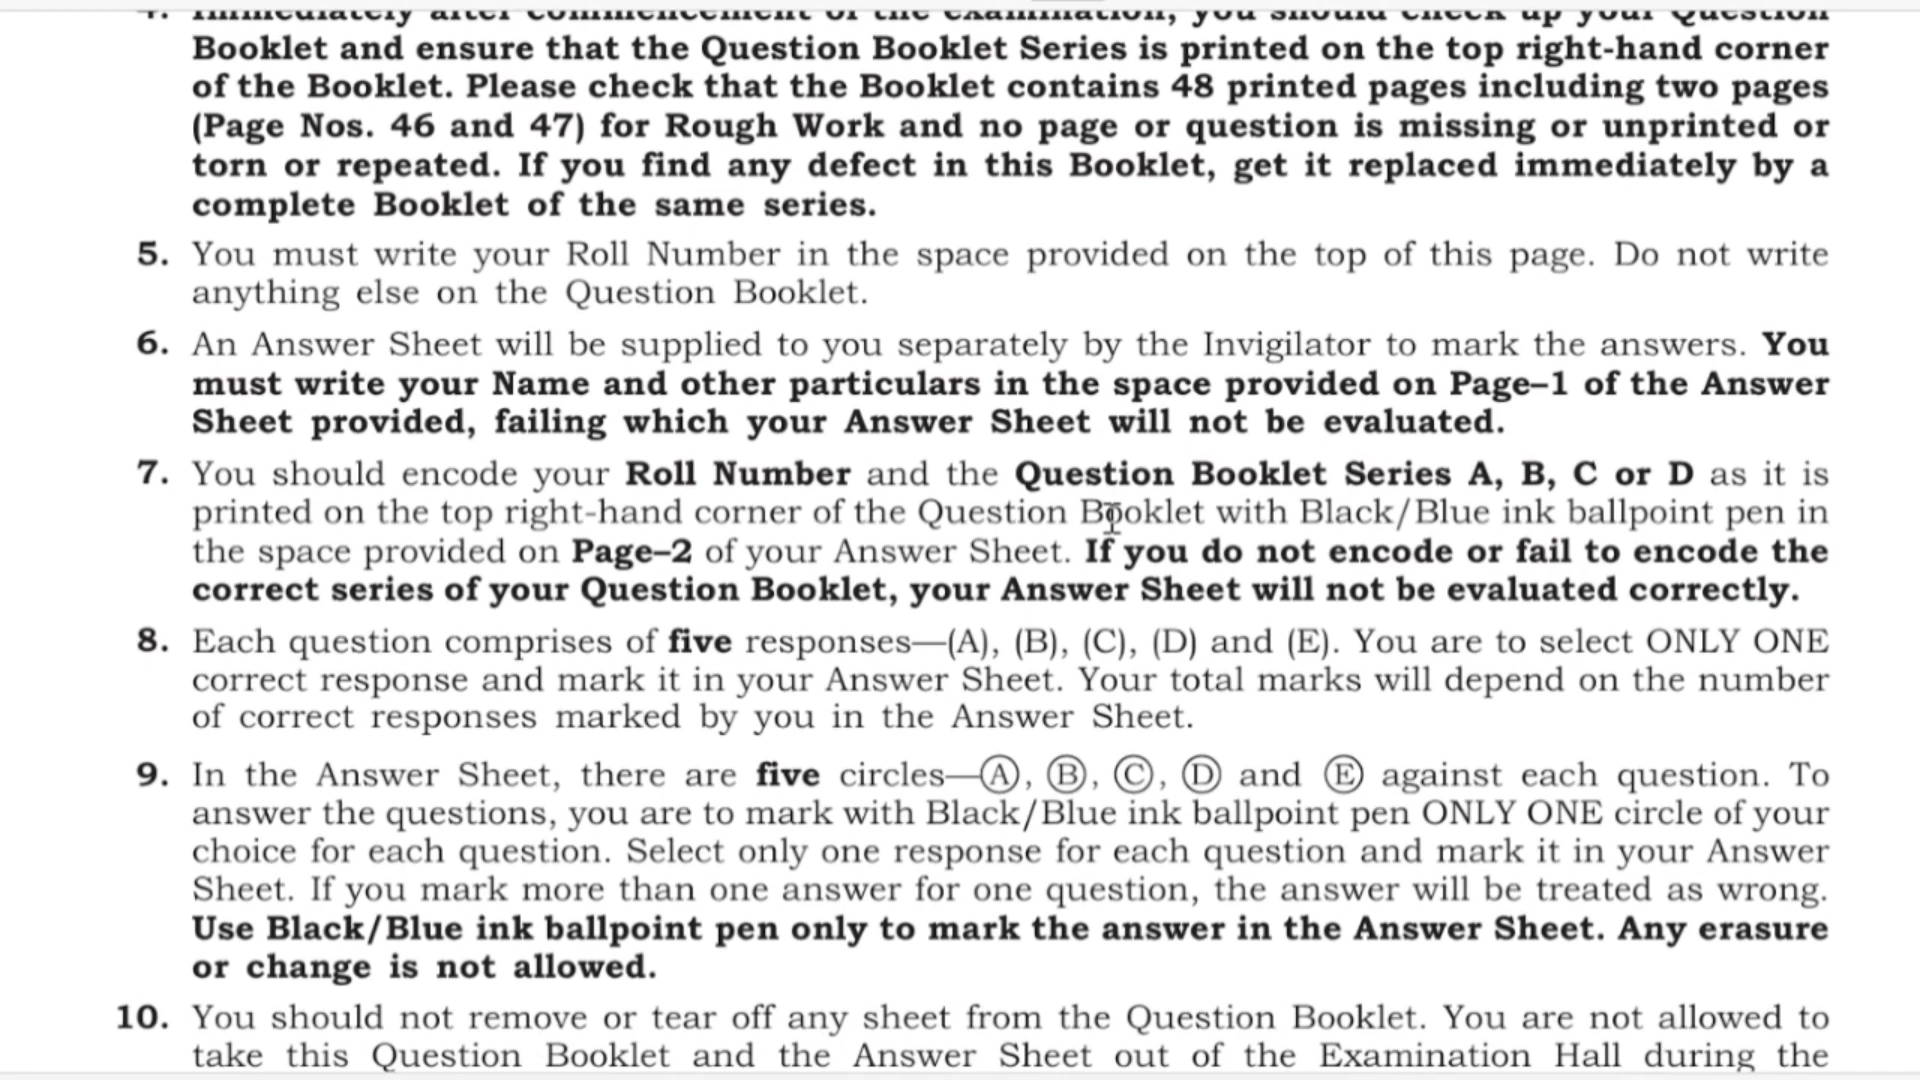 4. Immediately after commencement of the examination, you should check up your Question
Booklet and ensure that the Question Booklet Series is printed on the top right-hand corner
of the Booklet. Please check that the Booklet contains 48 printed pages including two pages
(Page Nos. 46 and 47) for Rough Work and no page or question is missing or unprinted or
torn or repeated. If you find any defect in this Booklet, get it replaced immediately by a
complete Booklet of the same series.
5. You must write your Roll Number in the space provided on the top of this page. Do not write
anything else on the Question Booklet.
6. An Answer Sheet will be supplied to you separately by the Invigilator to mark the answers. You
must write your Name and other particulars in the space provided on Page–1 of the Answer
Sheet provided, failing which your Answer Sheet will not be evaluated.
7. You should encode your Roll Number and the Question Booklet Series A, B, C or D as it is
printed on the top right-hand corner of the Question Booklet with Black/Blue ink ballpoint pen in
the space provided on Page–2 of your Answer Sheet. If you do not encode or fail to encode the
correct series of your Question Booklet, your Answer Sheet will not be evaluated correctly.
8. Each question comprises of five responses—(A), (B), (C), (D) and (E). You are to select ONLY ONE
correct response and mark it in your Answer Sheet. Your total marks will depend on the number
of correct responses marked by you in the Answer Sheet.
9. In the Answer Sheet, there are five circles—Ⓐ, Ⓑ, Ⓒ, Ⓓ and Ⓔ against each question. To
answer the questions, you are to mark with Black/Blue ink ballpoint pen ONLY ONE circle of your
choice for each question. Select only one response for each question and mark it in your Answer
Sheet. If you mark more than one answer for one question, the answer will be treated as wrong.
Use Black/Blue ink ballpoint pen only to mark the answer in the Answer Sheet. Any erasure
or change is not allowed.
10. You should not remove or tear off any sheet from the Question Booklet. You are not allowed to
take this Question Booklet and the Answer Sheet out of the Examination Hall during the